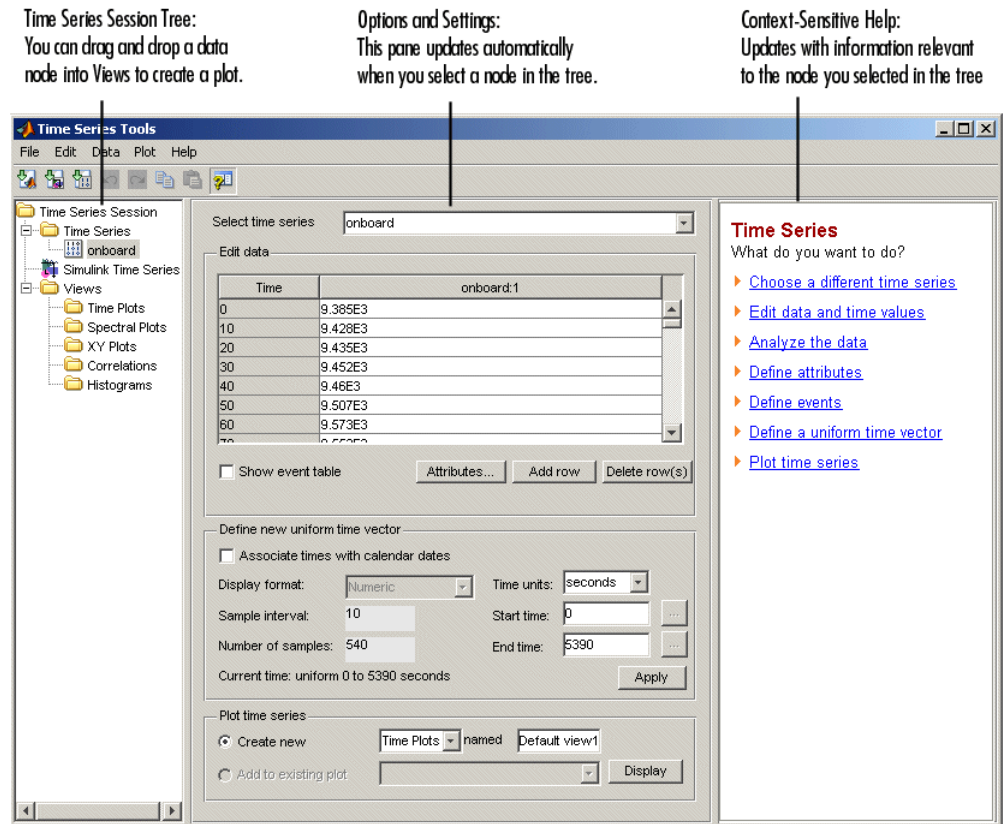 Time Series Session Tree:
You can drag and drop a data
node into Views to create a plot.
Options and Settings:
This pane updates automatically
when you select a node in the tree.
Context-Sensitive Help:
Updates with information relevant
to the node you selected in the tree
Time Series Tools
File Edit Data Plot Help
Time Series Session
Time Series
onboard
Simulink Time Series
Views
Time Plots
Spectral Plots
XY Plots
Correlations
Histograms
Select time series onboard
Edit data
Time onboard:1
0 9.385E3
10 9.428E3
20 9.435E3
30 9.452E3
40 9.46E3
50 9.507E3
60 9.573E3
Show event table Attributes... Add row Delete row(s)
Define new uniform time vector
Associate times with calendar dates
Display format: Numeric Time units: seconds
Sample interval: 10 Start time: 0 ...
Number of samples: 540 End time: 5390 ...
Current time: uniform 0 to 5390 seconds Apply
Plot time series
Create new Time Plots named Default view1
Add to existing plot Display
Time Series
What do you want to do?
Choose a different time series
Edit data and time values
Analyze the data
Define attributes
Define events
Define a uniform time vector
Plot time series